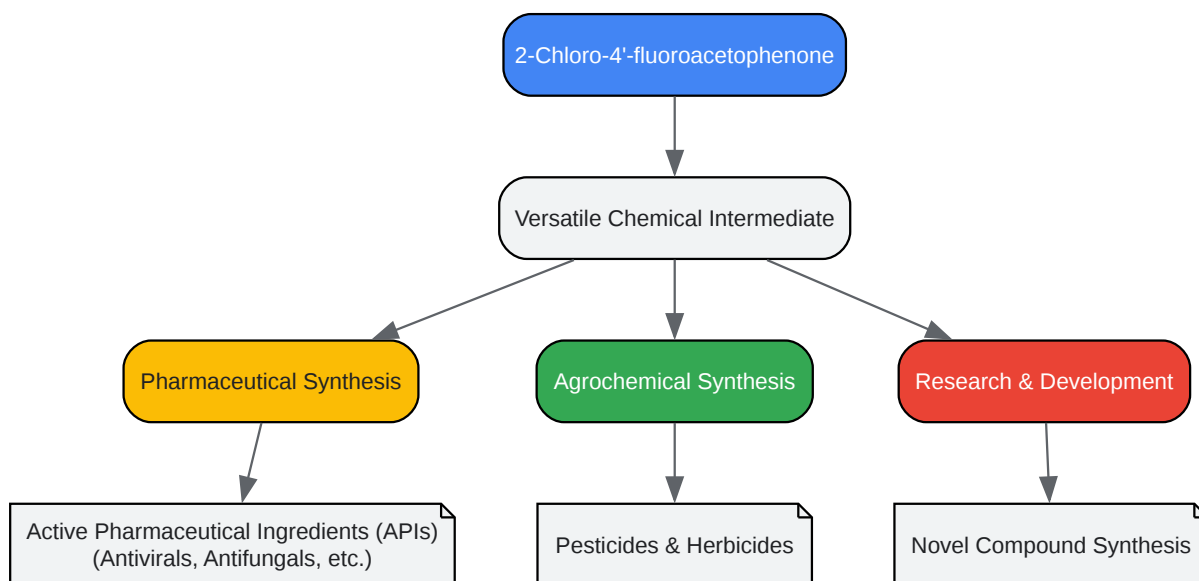 2-Chloro-4'-fluoroacetophenone
Versatile Chemical Intermediate
Pharmaceutical Synthesis
Agrochemical Synthesis
Research & Development
Active Pharmaceutical Ingredients (APIs)
(Antivirals, Antifungals, etc.)
Pesticides & Herbicides
Novel Compound Synthesis